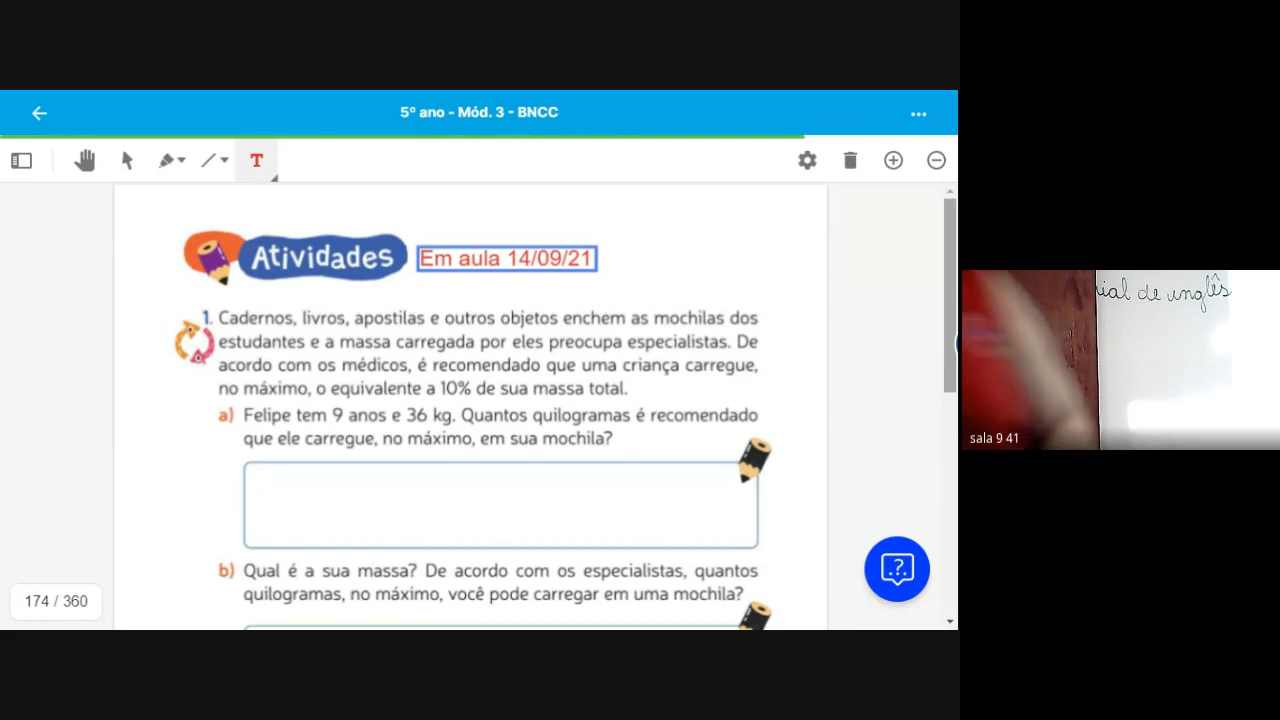 5º ano - Mód. 3 - BNCC
T
Atividades
Em aula 14/09/21
1. Cadernos, livros, apostilas e outros objetos enchem as mochilas dos
estudantes e a massa carregada por eles preocupa especialistas. De
acordo com os médicos, é recomendado que uma criança carregue,
no máximo, o equivalente a 10% de sua massa total.
a) Felipe tem 9 anos e 36 kg. Quantos quilogramas é recomendado
que ele carregue, no máximo, em sua mochila?
b) Qual é a sua massa? De acordo com os especialistas, quantos
quilogramas, no máximo, você pode carregar em uma mochila?
174 / 360
ial de inglês
sala 9 41